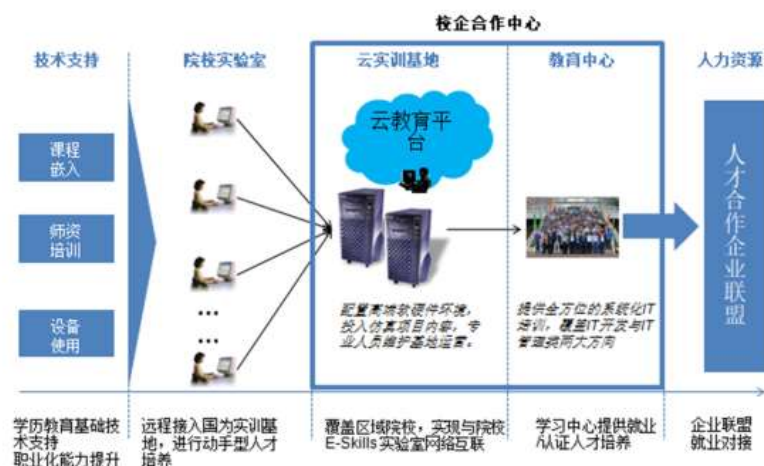 校企合作中心
技术支持
院校实验室
云实训基地
教育中心
人力资源
课程
嵌入
师资
培训
设备
使用
...
...
云教育平
台
配置高端软硬件环境，
投入仿真项目内容，专
业人员维护基地运营。
提供全方位的系统化IT
培训，覆盖IT开发与IT
管理类两大方向
人才合作企业联盟
学历教育基础技
术支持
职业化能力提升
远程接入国为实训基
地，进行动手型人才
培养
覆盖区域院校，实现与院校
E-Skills实验室网络互联
学习中心提供就业
/认证人才培养
企业联盟
就业对接